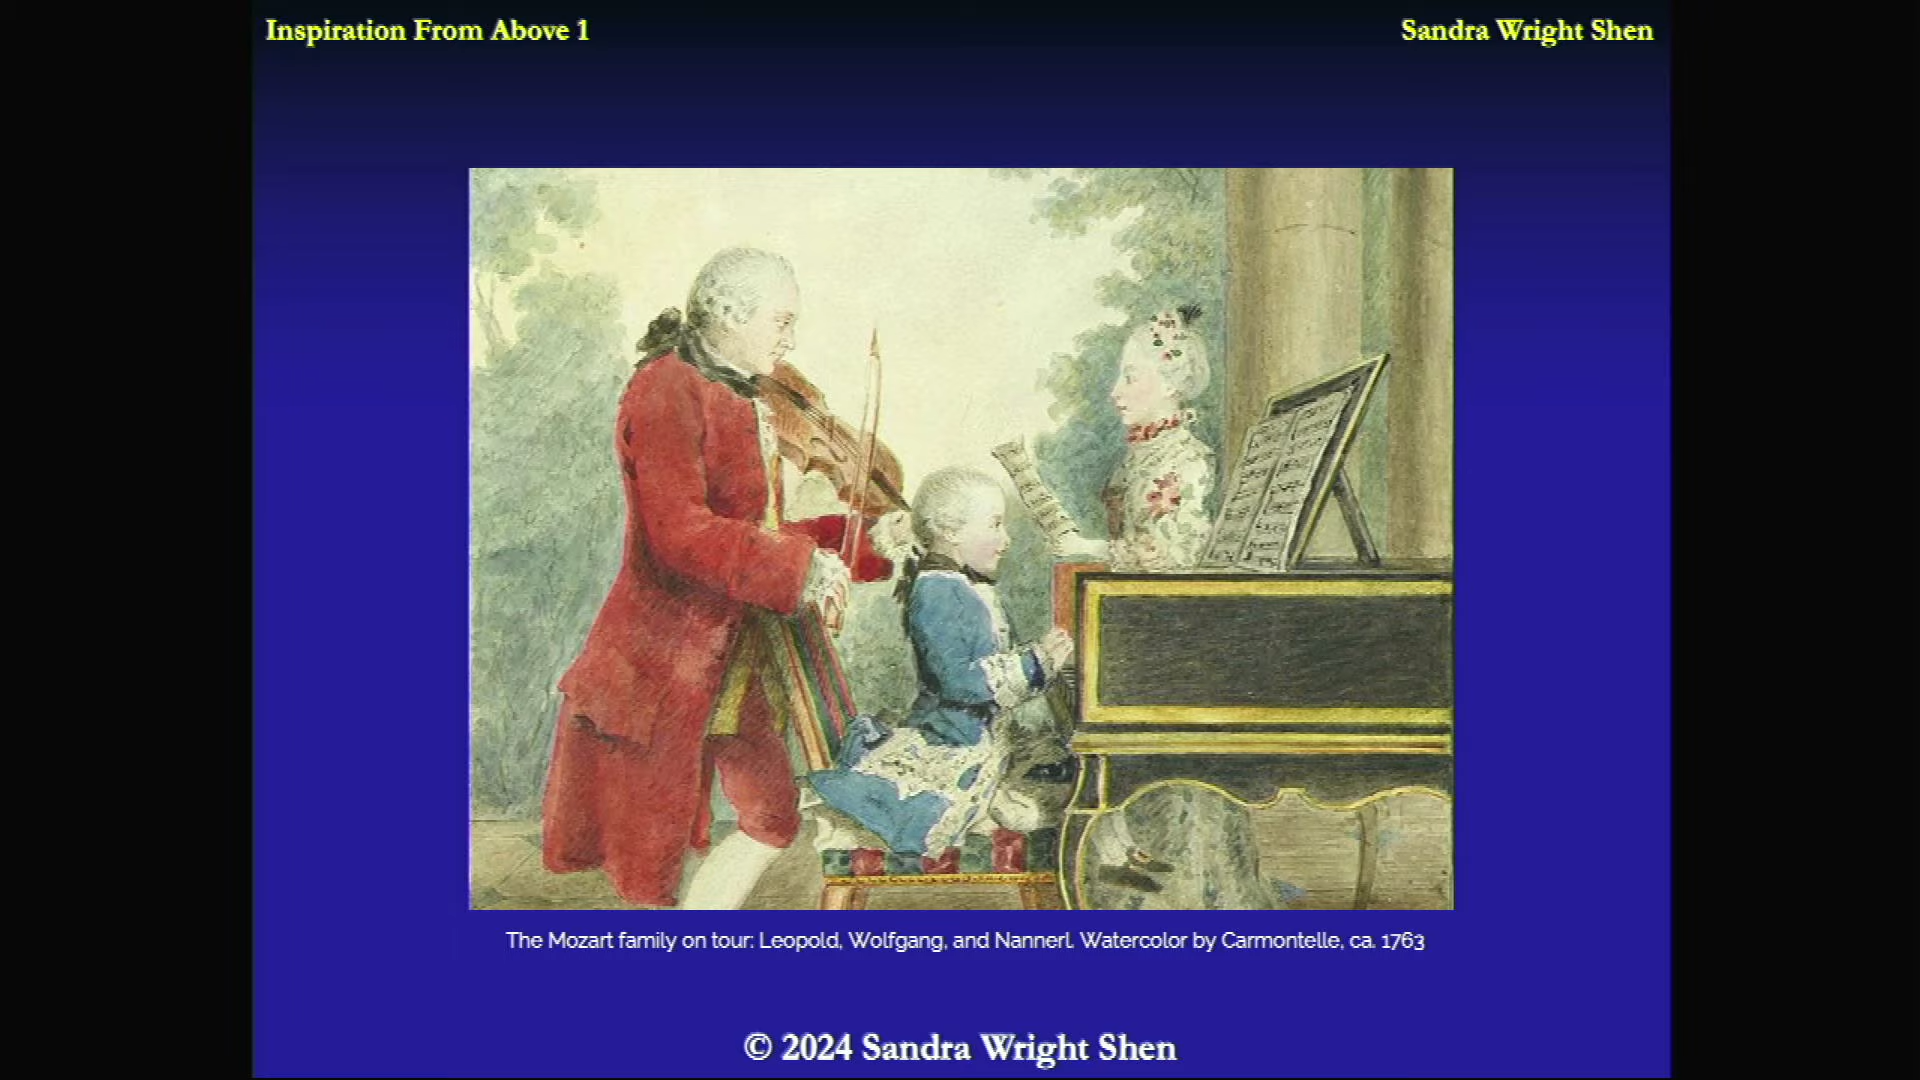 Inspiration From Above 1
Sandra Wright Shen
The Mozart family on tour: Leopold, Wolfgang, and Nannerl. Watercolor by Carmontelle, ca. 1763
© 2024 Sandra Wright Shen